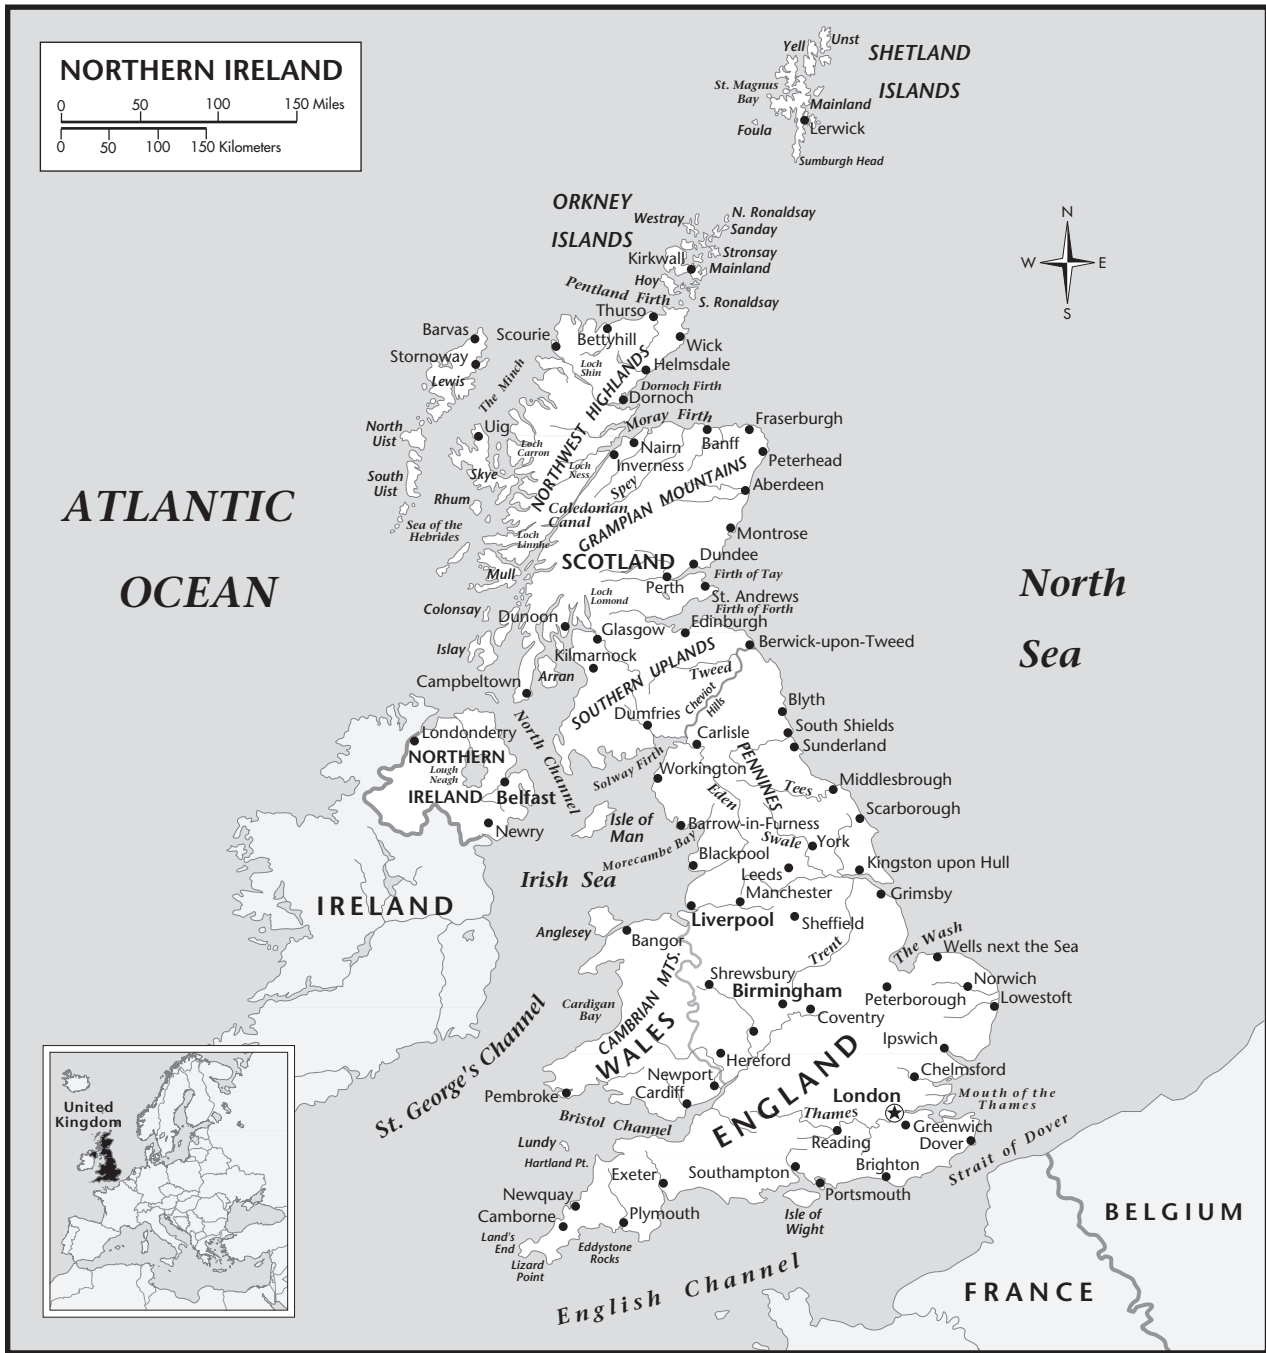 NORTHERN IRELAND
0 50 100 150 Miles
0 50 100 150 Kilometers
Yell
Unst
SHETLAND
ISLANDS
St. Magnus
Bay
Mainland
Foula
Lerwick
Sumburgh Head
ORKNEY
ISLANDS
Westray
N. Ronaldsay
Sanday
Stronsay
Kirkwall
Mainland
Hoy
S. Ronaldsay
Pentland Firth
N
W
E
S
Thurso
Barvas
Scourie
Bettyhill
Wick
Stornoway
Lewis
The Minch
Loch
Shin
Helmsdale
Dornoch Firth
Dornoch
NORTHWEST HIGHLANDS
Moray Firth
Fraserburgh
North
Uist
Uig
Loch
Carron
Nairn
Banff
Inverness
Peterhead
South
Uist
Skye
Loch
Ness
Spey
GRAMPIAN MOUNTAINS
Aberdeen
Rhum
Caledonian
Canal
Sea of the
Hebrides
Loch
Linnhe
Montrose
ATLANTIC
OCEAN
SCOTLAND
Dundee
Mull
Perth
Firth of Tay
Loch
Lomond
St. Andrews
Firth of Forth
North
Sea
Colonsay
Dunoon
Glasgow
Edinburgh
Berwick-upon-Tweed
Islay
Kilmarnock
SOUTHERN UPLANDS
Tweed
Arran
Campbeltown
Cheviot
Hills
Blyth
North Channel
Dumfries
South Shields
Londonderry
Carlisle
Sunderland
NORTHERN
IRELAND
Lough
Neagh
Belfast
Solway Firth
Workington
PENNINES
Eden
Tees
Middlesbrough
Newry
Isle of
Man
Scarborough
Barrow-in-Furness
Swale
York
Morecambe Bay
Blackpool
Leeds
Kingston upon Hull
Irish Sea
Manchester
Grimsby
IRELAND
Liverpool
Sheffield
Anglesey
Bangor
Trent
The Wash
Wells next the Sea
CAMBRIAN MTS.
Shrewsbury
Birmingham
Norwich
Peterborough
Lowestoft
Cardigan
Bay
Coventry
WALES
Ipswich
St. George's Channel
Hereford
ENGLAND
Chelmsford
Newport
Pembroke
Cardiff
London
Mouth of the
Thames
Bristol Channel
Thames
Greenwich
Lundy
Reading
Dover
Hartland Pt.
Strait of Dover
Exeter
Southampton
Brighton
Newquay
Portsmouth
Camborne
Plymouth
Isle of
Wight
Land's
End
Eddystone
Rocks
Lizard
Point
English Channel
BELGIUM
FRANCE
United
Kingdom